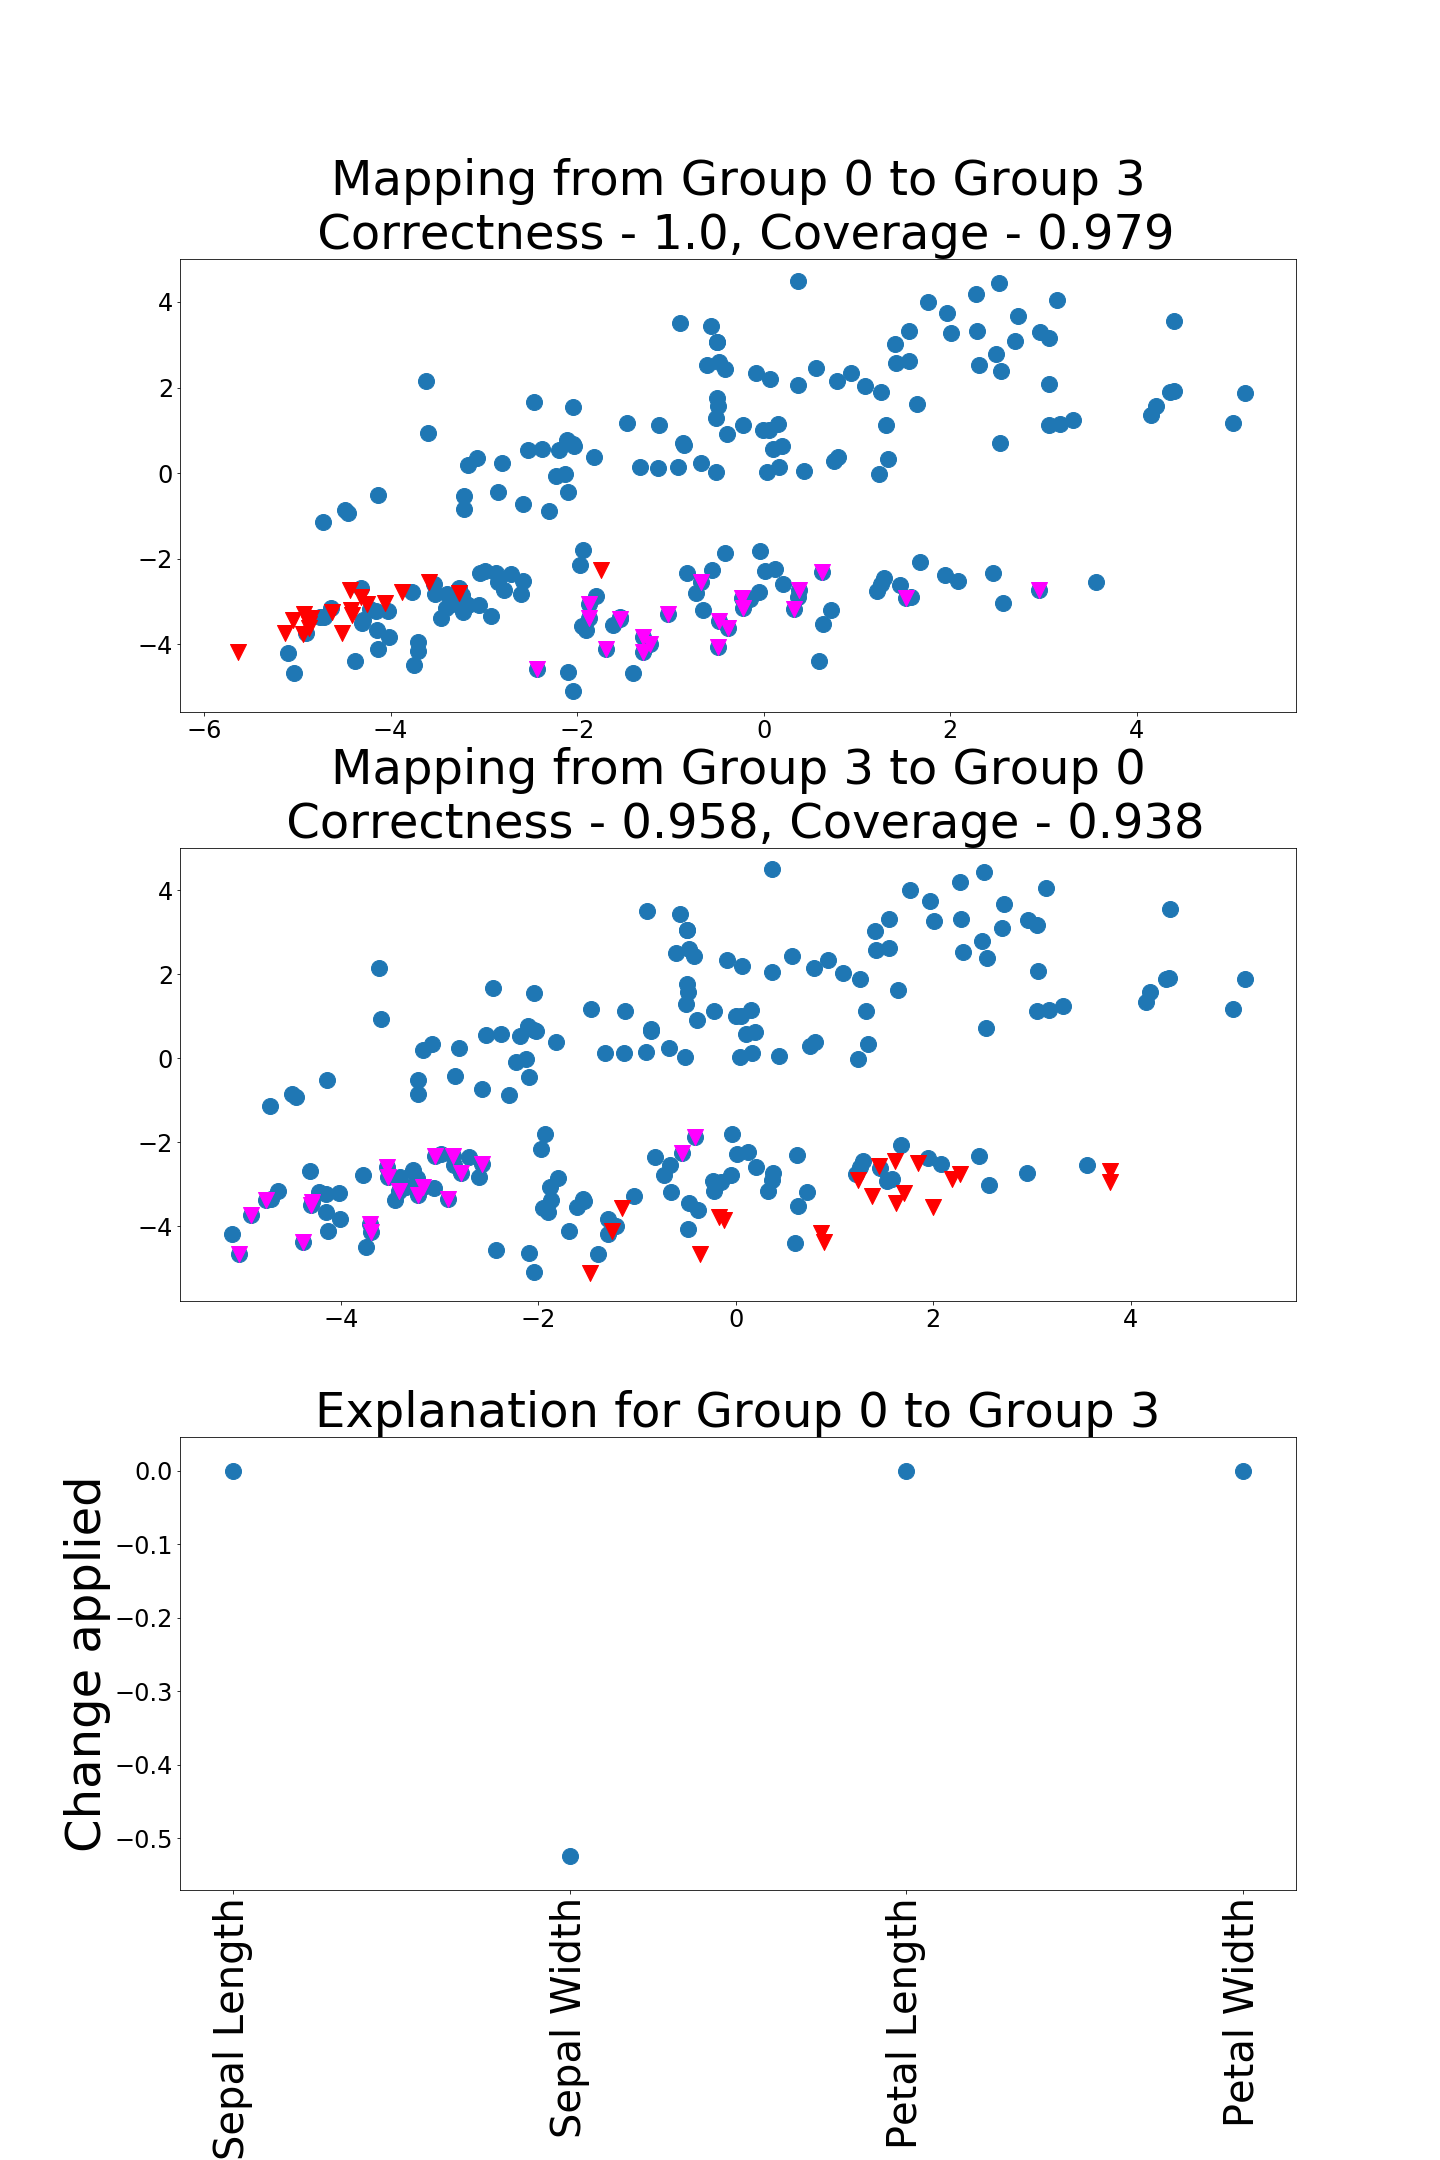 Mapping from Group 0 to Group 3
Correctness - 1.0, Coverage - 0.979
4
2
0
−2
−4
−6 −4 −2 0 2 4
Mapping from Group 3 to Group 0
Correctness - 0.958, Coverage - 0.938
4
2
0
−2
−4
−4 −2 0 2 4
Explanation for Group 0 to Group 3
Change applied
0.0
−0.1
−0.2
−0.3
−0.4
−0.5
Sepal Length
Sepal Width
Petal Length
Petal Width